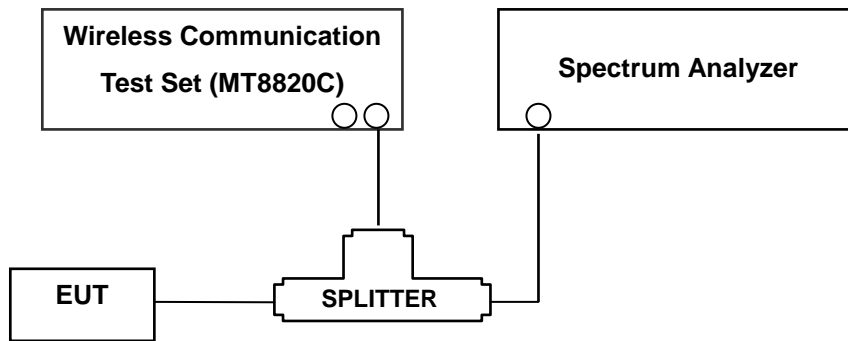 Wireless Communication
Test Set (MT8820C)
Spectrum Analyzer
EUT
SPLITTER